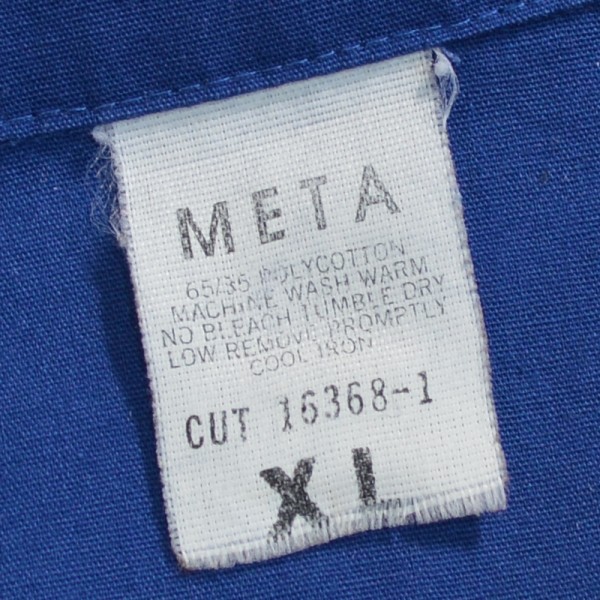 META
65/35 POLYCOTTON
MACHINE WASH WARM
NO BLEACH TUMBLE DRY
LOW REMOVE PROMPTLY
COOL IRON
CUT 16368-1
XL